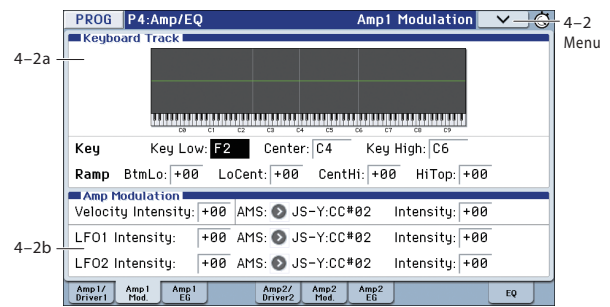 PROG P4:Amp/EQ Amp1 Modulation
4–2
Menu
Keyboard Track
4–2a
C0 C1 C2 C3 C4 C5 C6 C7 C8 C9
Key Key Low: F2 Center: C4 Key High: C6
Ramp BtmLo: +00 LoCent: +00 CentHi: +00 HiTop: +00
Amp Modulation
Velocity Intensity: +00 AMS: JS-Y:CC#02 Intensity: +00
4–2b
LFO1 Intensity: +00 AMS: JS-Y:CC#02 Intensity: +00
LFO2 Intensity: +00 AMS: JS-Y:CC#02 Intensity: +00
Amp1/ Amp1 Amp1 Amp2/ Amp2 Amp2 EQ
Driver1 Mod. EG Driver2 Mod. EG